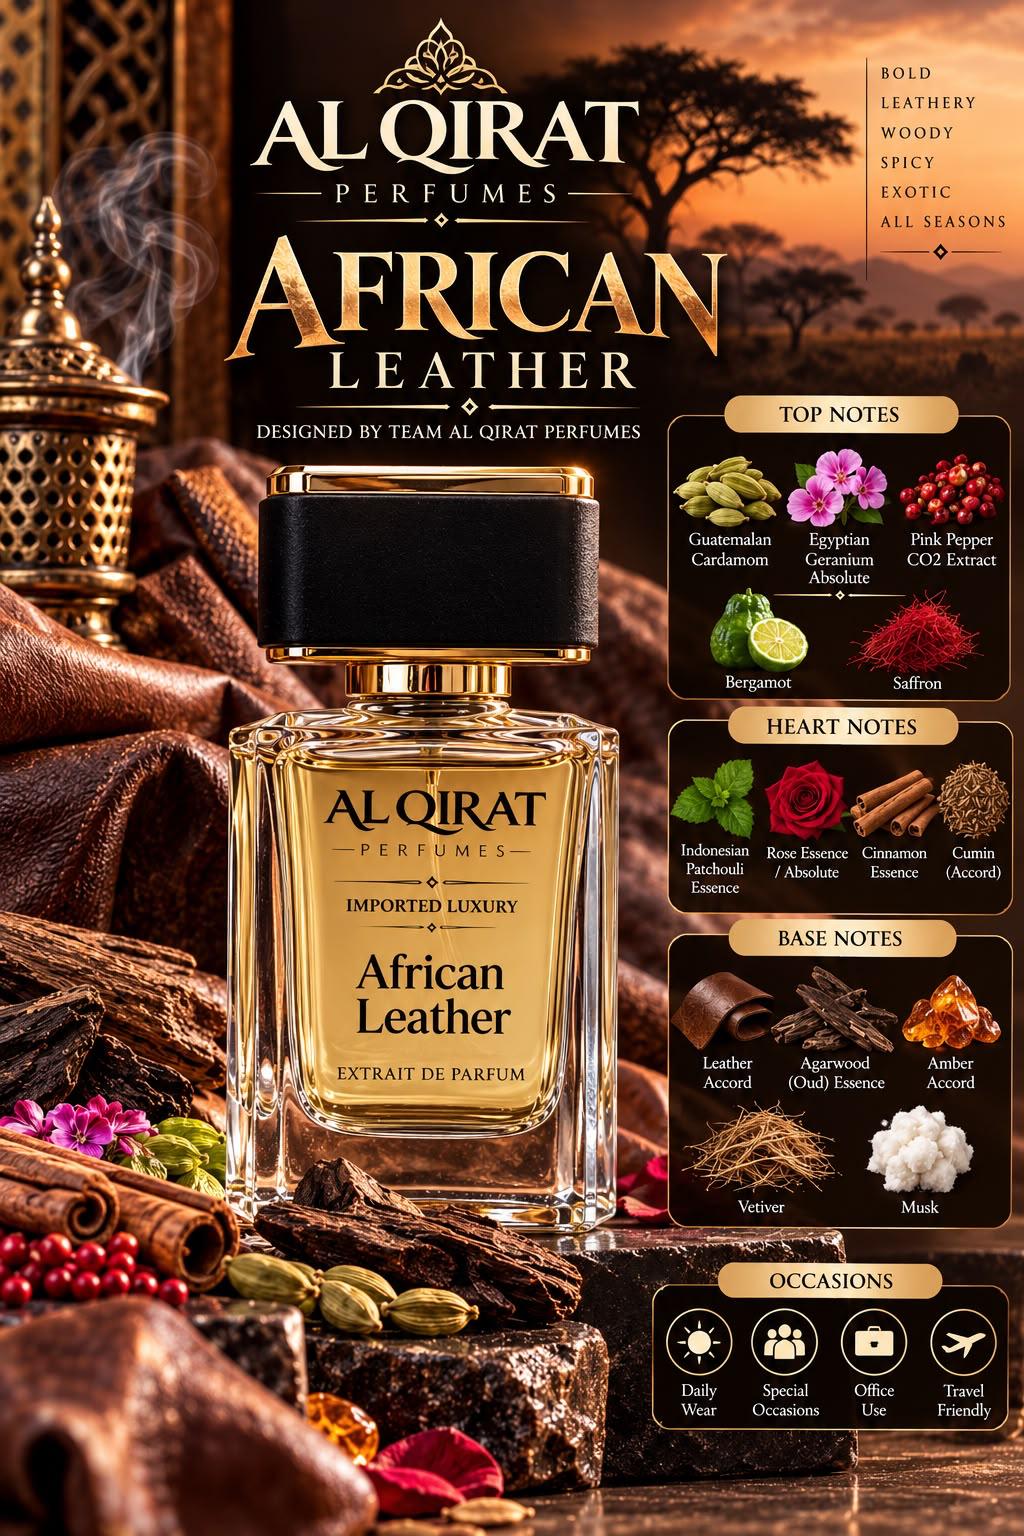 AL QIRAT
PERFUMES
AFRICAN
LEATHER
DESIGNED BY TEAM AL QIRAT PERFUMES
BOLD
LEATHERY
WOODY
SPICY
EXOTIC
ALL SEASONS
TOP NOTES
Guatemalan
Cardamom
Egyptian
Geranium
Absolute
Pink Pepper
CO2 Extract
Bergamot
Saffron
HEART NOTES
Indonesian
Patchouli
Essence
Rose Essence
/ Absolute
Cinnamon
Essence
Cumin
(Accord)
BASE NOTES
Leather
Accord
Agarwood
(Oud) Essence
Amber
Accord
Vetiver
Musk
OCCASIONS
Daily
Wear
Special
Occasions
Office
Use
Travel
Friendly
AL QIRAT
PERFUMES
IMPORTED LUXURY
African
Leather
EXTRAIT DE PARFUM